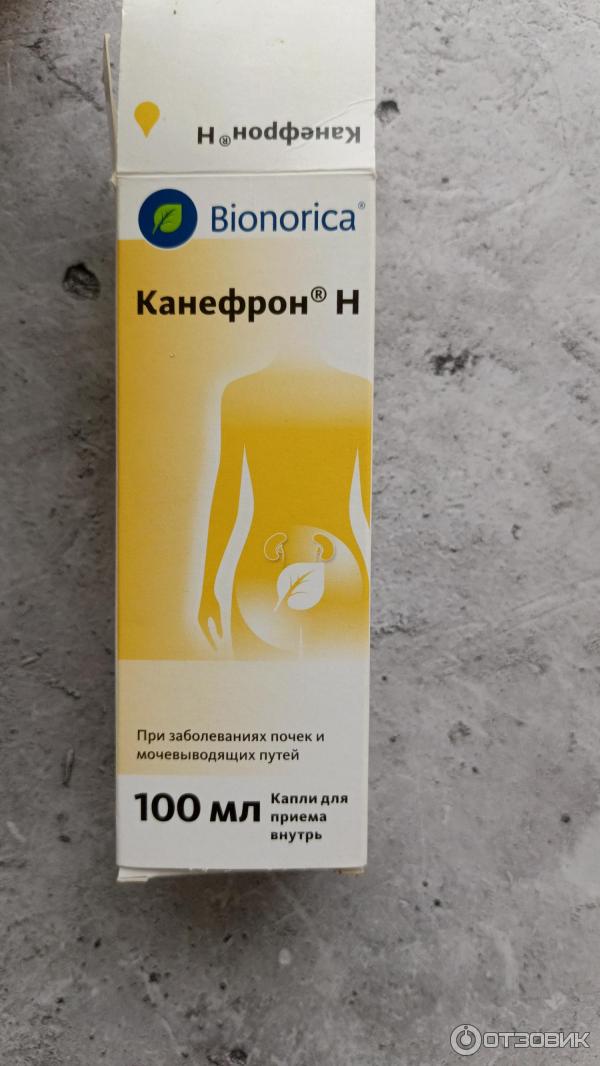 Канефрон® Н
Bionorica®
Канефрон® Н
При заболеваниях почек и
мочевыводящих путей
100 мл
Капли для
приема
внутрь
ОТЗОВИК